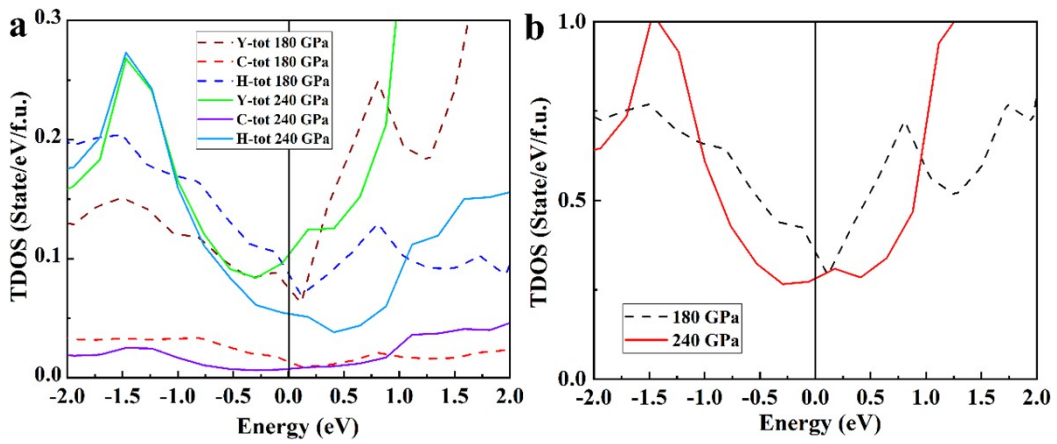 a
TDOS (State/eV/f.u.)
0.3
0.2
0.1
0.0
Y-tot 180 GPa
C-tot 180 GPa
H-tot 180 GPa
Y-tot 240 GPa
C-tot 240 GPa
H-tot 240 GPa
-2.0 -1.5 -1.0 -0.5 0.0 0.5 1.0 1.5 2.0
Energy (eV)
b
TDOS (State/eV/f.u.)
1.0
0.5
0.0
180 GPa
240 GPa
-2.0 -1.5 -1.0 -0.5 0.0 0.5 1.0 1.5 2.0
Energy (eV)